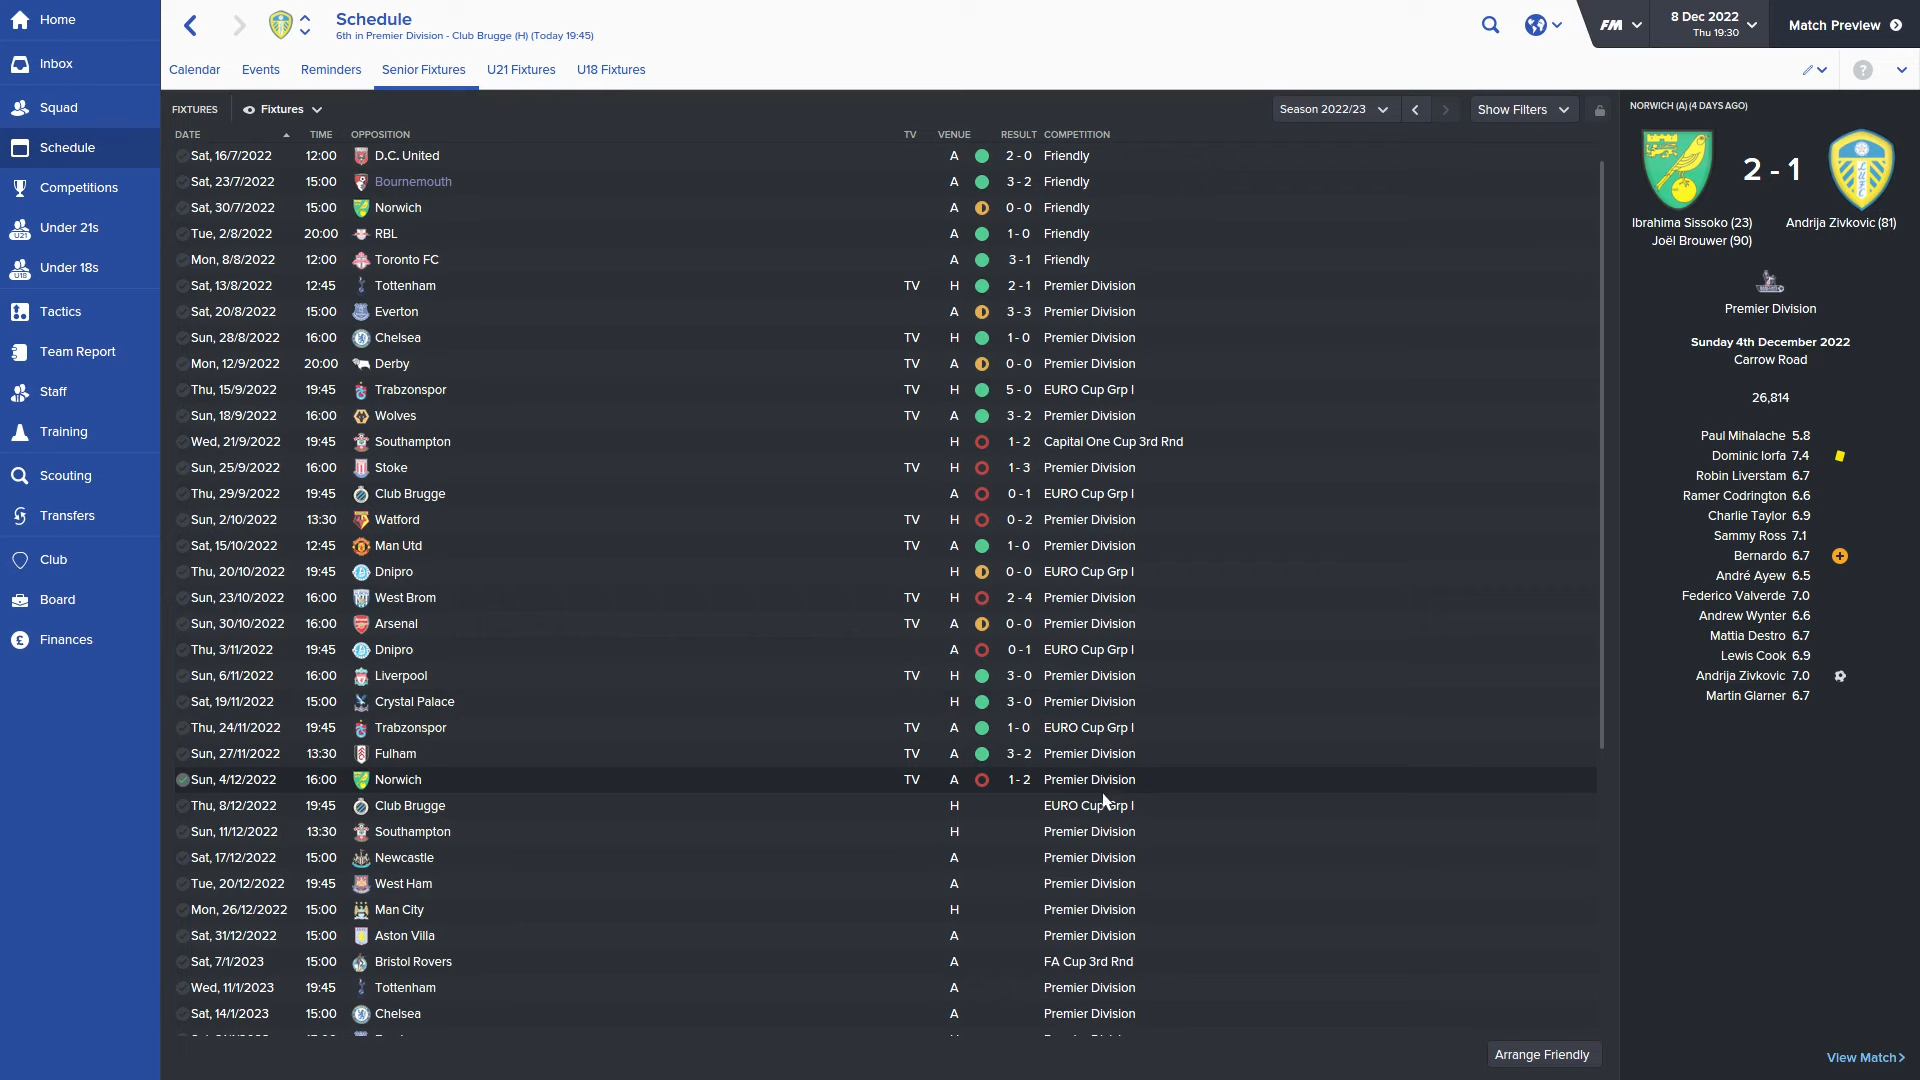 Home
Inbox
Squad
Schedule
Competitions
Under 21s
Under 18s
Tactics
Team Report
Staff
Training
Scouting
Transfers
Club
Board
Finances
Schedule
6th in Premier Division - Club Brugge (H) (Today 19:45)
FM
8 Dec 2022
Thu 19:30
Match Preview
Calendar Events Reminders Senior Fixtures U21 Fixtures U18 Fixtures
FIXTURES Fixtures Season 2022/23 Show Filters
DATE TIME OPPOSITION TV VENUE RESULT COMPETITION
Sat, 16/7/2022 12:00 D.C. United A 2 - 0 Friendly
Sat, 23/7/2022 15:00 Bournemouth A 3 - 2 Friendly
Sat, 30/7/2022 15:00 Norwich A 0 - 0 Friendly
Tue, 2/8/2022 20:00 RBL A 1 - 0 Friendly
Mon, 8/8/2022 12:00 Toronto FC A 3 - 1 Friendly
Sat, 13/8/2022 12:45 Tottenham TV H 2 - 1 Premier Division
Sat, 20/8/2022 15:00 Everton A 3 - 3 Premier Division
Sun, 28/8/2022 16:00 Chelsea TV H 1 - 0 Premier Division
Mon, 12/9/2022 20:00 Derby TV A 0 - 0 Premier Division
Thu, 15/9/2022 19:45 Trabzonspor TV H 5 - 0 EURO Cup Grp I
Sun, 18/9/2022 16:00 Wolves TV A 3 - 2 Premier Division
Wed, 21/9/2022 19:45 Southampton H 1 - 2 Capital One Cup 3rd Rnd
Sun, 25/9/2022 16:00 Stoke TV H 1 - 3 Premier Division
Thu, 29/9/2022 19:45 Club Brugge A 0 - 1 EURO Cup Grp I
Sun, 2/10/2022 13:30 Watford TV H 0 - 2 Premier Division
Sat, 15/10/2022 12:45 Man Utd TV A 1 - 0 Premier Division
Thu, 20/10/2022 19:45 Dnipro H 0 - 0 EURO Cup Grp I
Sun, 23/10/2022 16:00 West Brom TV H 2 - 4 Premier Division
Sun, 30/10/2022 16:00 Arsenal TV A 0 - 0 Premier Division
Thu, 3/11/2022 19:45 Dnipro A 0 - 1 EURO Cup Grp I
Sun, 6/11/2022 16:00 Liverpool TV H 3 - 0 Premier Division
Sat, 19/11/2022 15:00 Crystal Palace H 3 - 0 Premier Division
Thu, 24/11/2022 19:45 Trabzonspor TV A 1 - 0 EURO Cup Grp I
Sun, 27/11/2022 13:30 Fulham TV A 3 - 2 Premier Division
Sun, 4/12/2022 16:00 Norwich TV A 1 - 2 Premier Division
Thu, 8/12/2022 19:45 Club Brugge H EURO Cup Grp I
Sun, 11/12/2022 13:30 Southampton H Premier Division
Sat, 17/12/2022 15:00 Newcastle A Premier Division
Tue, 20/12/2022 19:45 West Ham A Premier Division
Mon, 26/12/2022 15:00 Man City H Premier Division
Sat, 31/12/2022 15:00 Aston Villa A Premier Division
Sat, 7/1/2023 15:00 Bristol Rovers A FA Cup 3rd Rnd
Wed, 11/1/2023 19:45 Tottenham A Premier Division
Sat, 14/1/2023 15:00 Chelsea A Premier Division
Arrange Friendly
NORWICH (A) (4 DAYS AGO)
2 - 1
Ibrahima Sissoko (23) Andrija Zivkovic (81)
Joël Brouwer (90)
Premier Division
Sunday 4th December 2022
Carrow Road
26,814
Paul Mihalache 5.8
Dominic Iorfa 7.4
Robin Liverstam 6.7
Ramer Codrington 6.6
Charlie Taylor 6.9
Sammy Ross 7.1
Bernardo 6.7
André Ayew 6.5
Federico Valverde 7.0
Andrew Wynter 6.6
Mattia Destro 6.7
Lewis Cook 6.9
Andrija Zivkovic 7.0
Martin Glarner 6.7
View Match